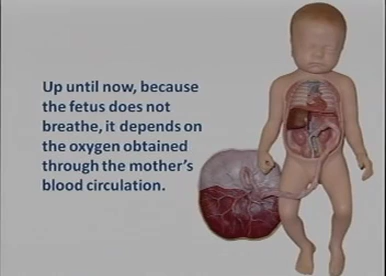 Up until now, because
the fetus does not
breathe, it depends on
the oxygen obtained
through the mother's
blood circulation.